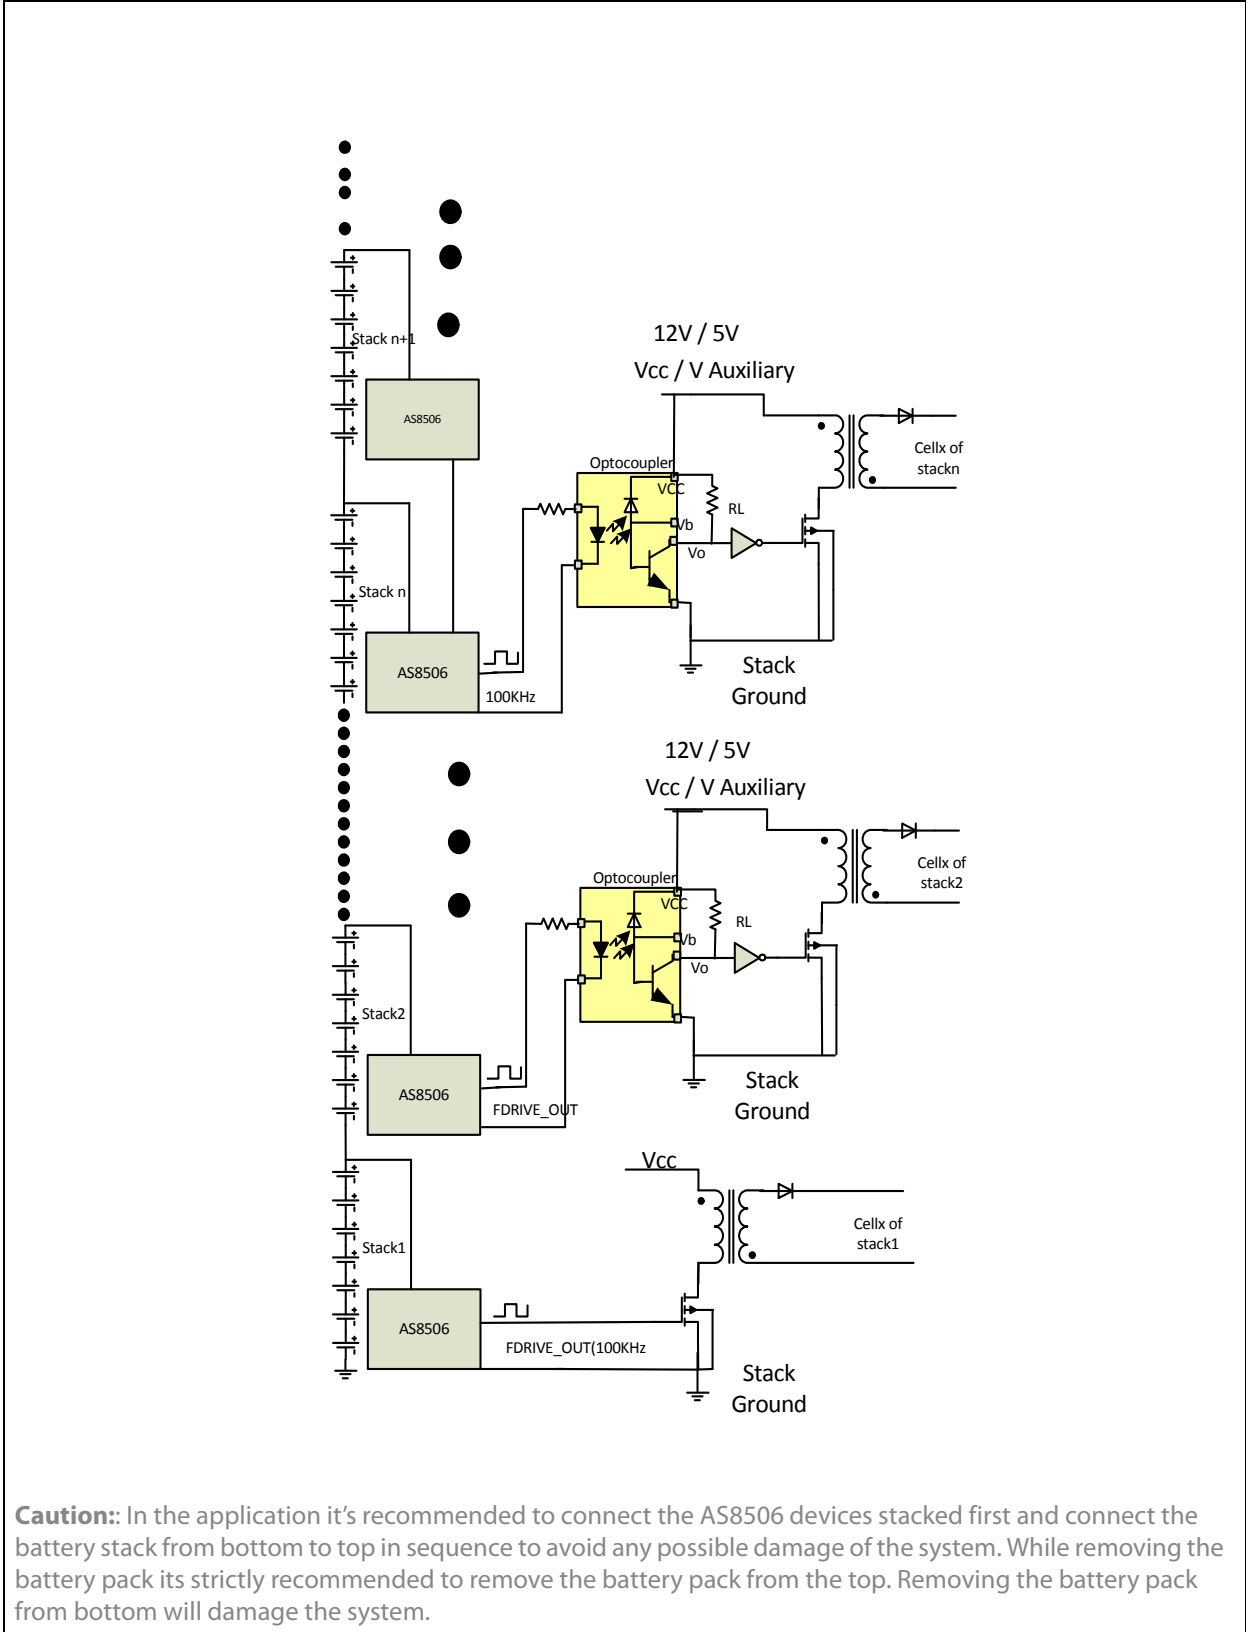 12V / 5V
Vcc / V Auxiliary
Stack n+1
AS8506
Optocoupler
VCC
Cellx of
stackn
RL
Vb
Vo
Stack n
AS8506
100KHz
Stack
Ground
12V / 5V
Vcc / V Auxiliary
Optocoupler
VCC
Cellx of
stack2
RL
Vb
Vo
Stack2
AS8506
FDRIVE_OUT
Stack
Ground
Vcc
Cellx of
stack1
Stack1
AS8506
FDRIVE_OUT(100KHz
Stack
Ground
Caution:: In the application it’s recommended to connect the AS8506 devices stacked first and connect the
battery stack from bottom to top in sequence to avoid any possible damage of the system. While removing the
battery pack its strictly recommended to remove the battery pack from the top. Removing the battery pack
from bottom will damage the system.